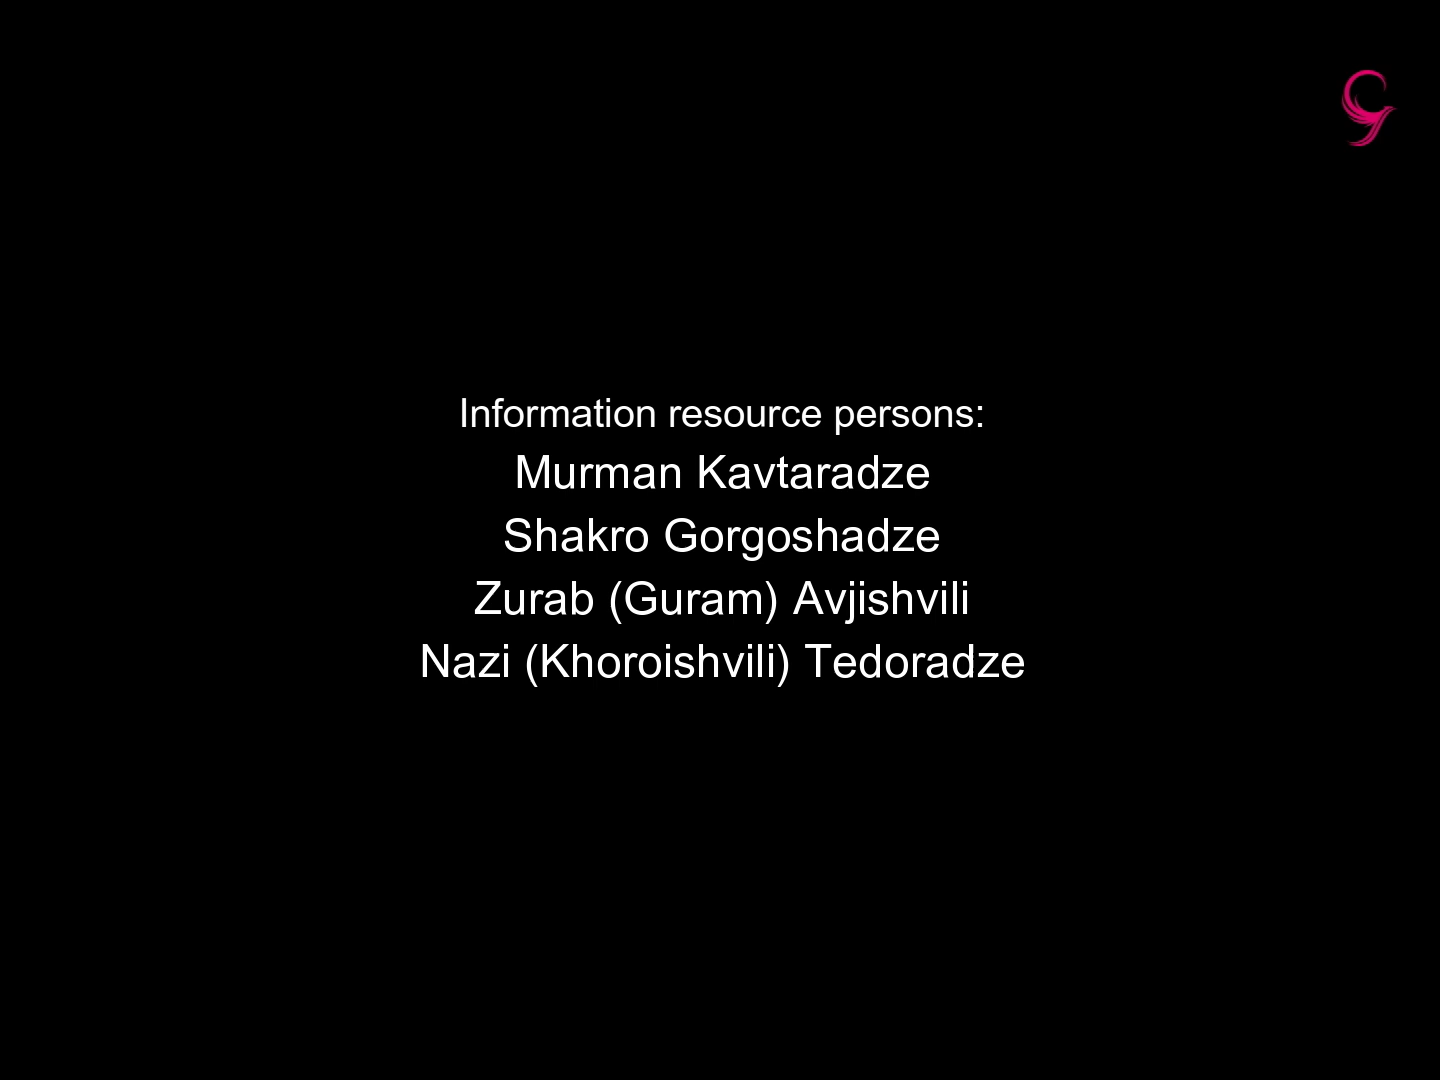 Information resource persons:
Murman Kavtaradze
Shakro Gorgoshadze
Zurab (Guram) Avjishvili
Nazi (Khoroishvili) Tedoradze